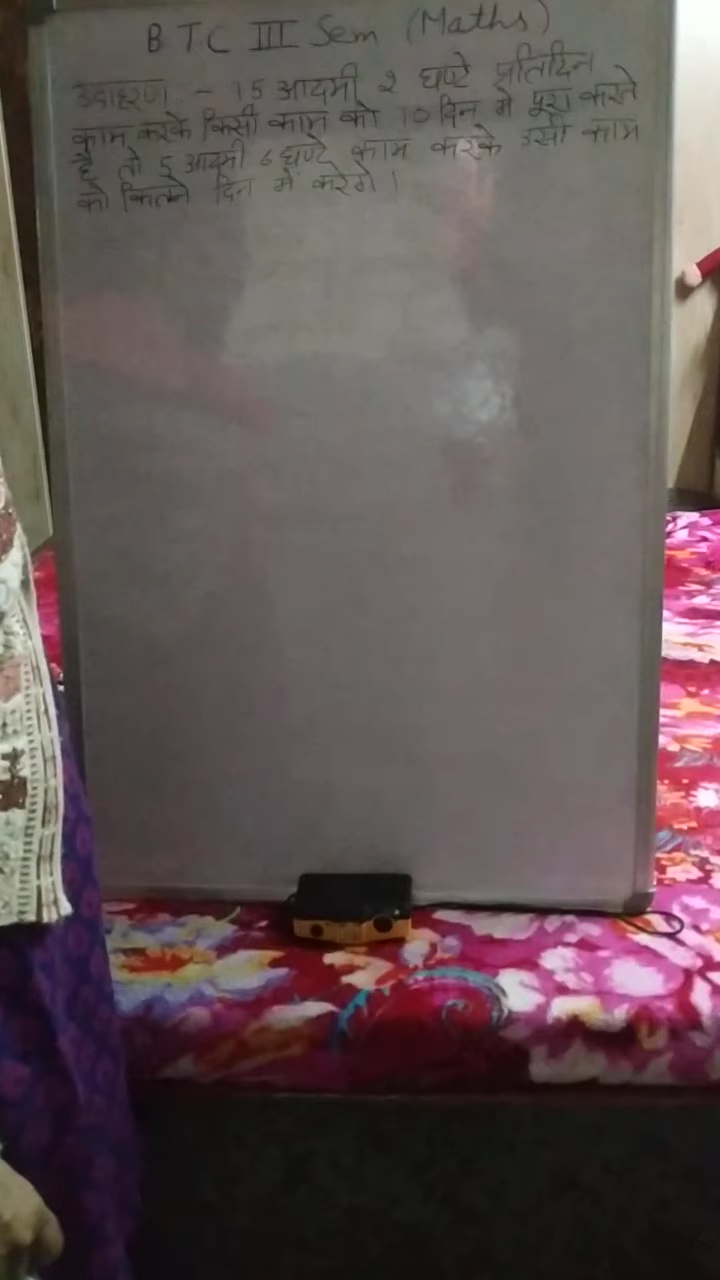 BTC III Sem (Maths)
उदाहरण - 15 आदमी 2 घण्टे प्रतिदिन
काम करके किसी काम को 10 दिन में पूरा करते
है तो 5 आदमी 6 घण्टे काम करके उसी काम
को कितने दिन में करेगें।